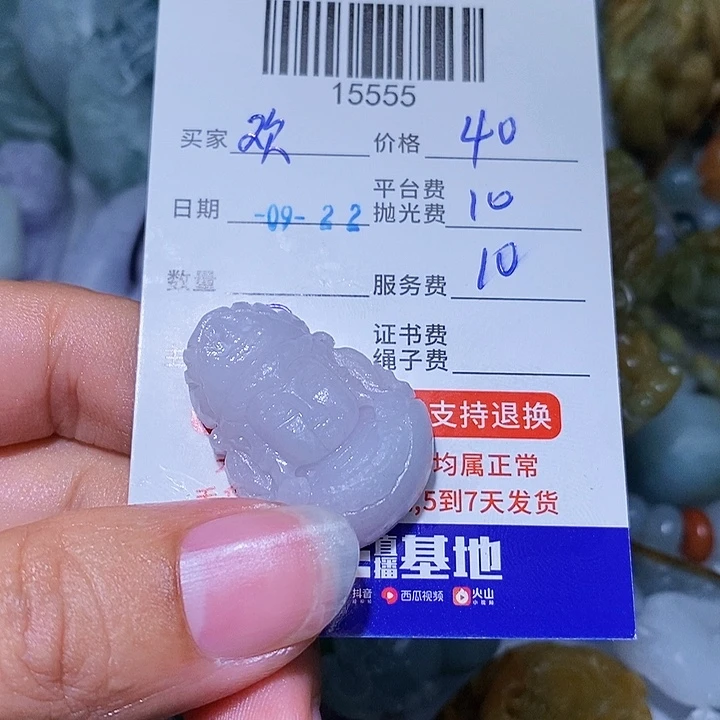 15555
买家 欢 价格 40
平台费
日期 -09-22 抛光费 10
数量 服务费 10
证书费
绳子费
支持退换
均属正常
,5到7天发货
直播 基地
抖音 西瓜视频 火山